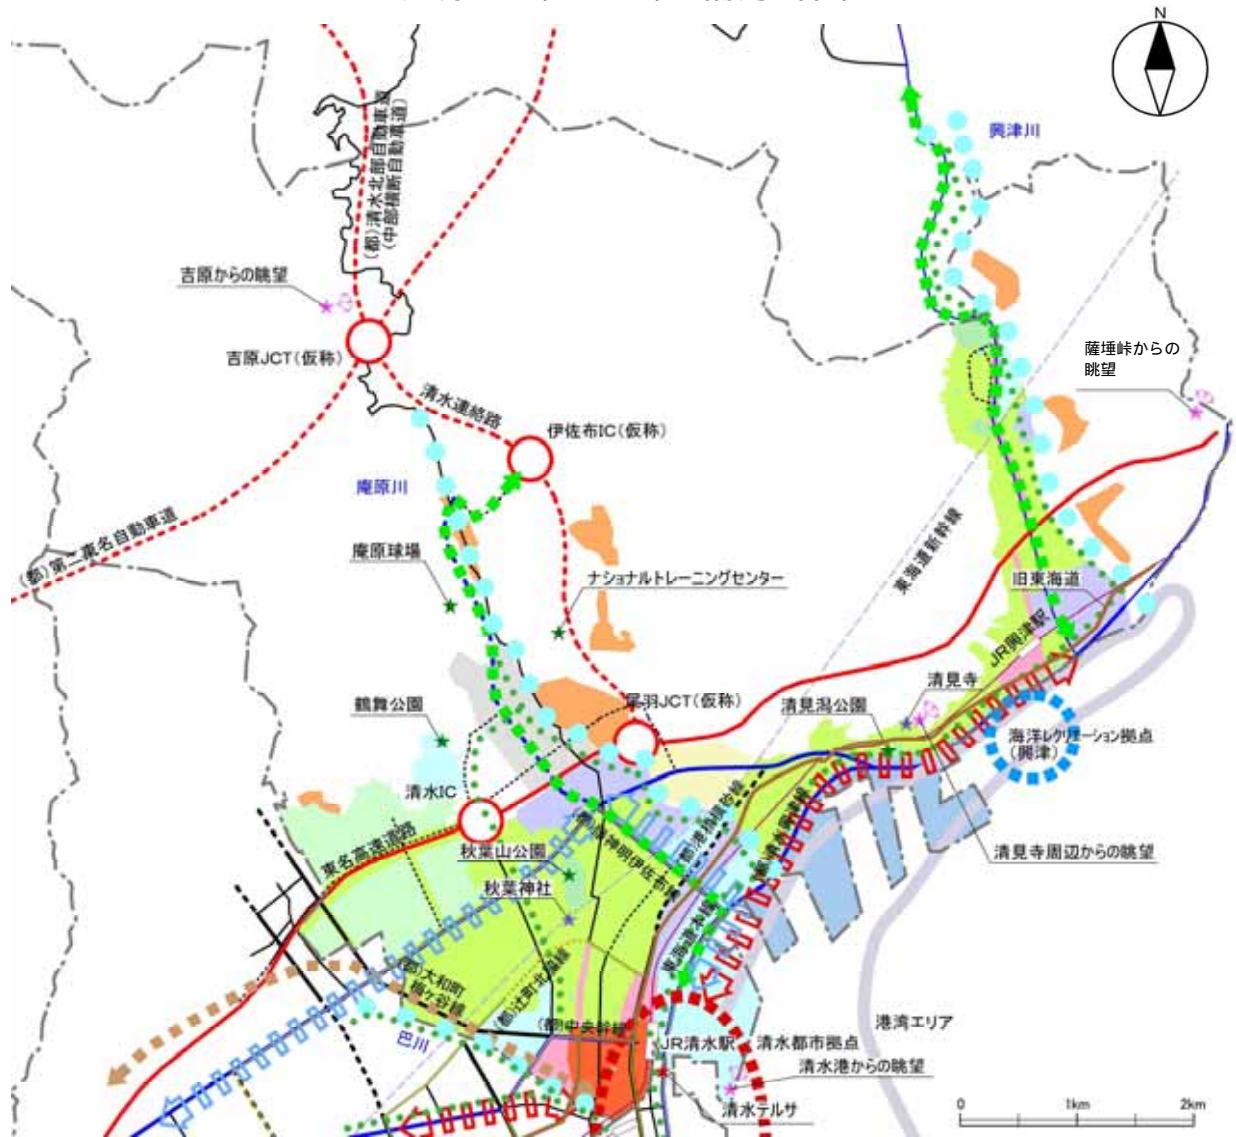 N
興津川
(都)清水北部自動車道
(中部横断自動車道)
吉原からの眺望
吉原JCT(仮称)
薩埵峠からの
眺望
清水連絡路
伊佐布IC(仮称)
庵原川
(都)第二東名自動車道
庵原球場
ナショナルトレーニングセンター
東海道新幹線
旧東海道
JR興津駅
鶴舞公園
尾羽JCT(仮称)
清見潟公園
清見寺
海洋レクリエーション拠点
(興津)
清水IC
東名高速道路
秋葉山公園
秋葉神社
清見寺周辺からの眺望
東海道本線
(都)大和町
梅ヶ谷線
(都)辻町北脇線
(都)中央幹線
巴川
JR清水駅
清水都市拠点
清水港からの眺望
清水テルサ
港湾エリア
0
1km
2km